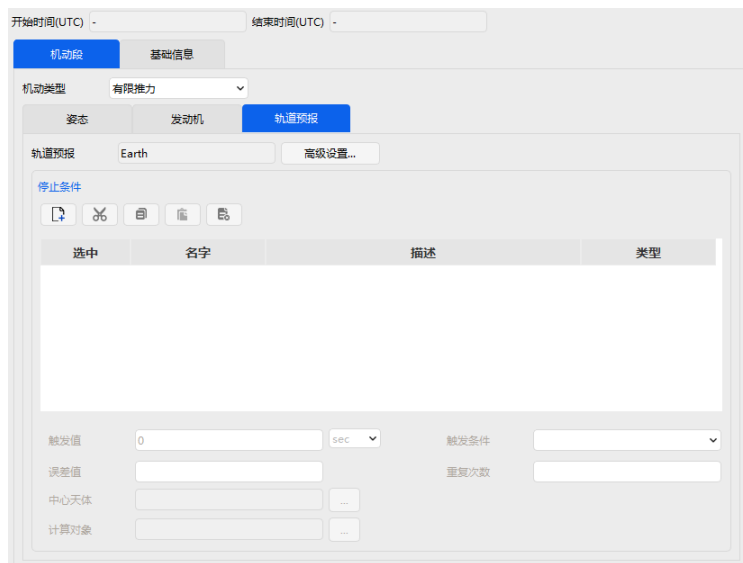 开始时间(UTC) - 结束时间(UTC) -
机动段 基础信息
机动类型 有限推力
姿态 发动机 轨道预报
轨道预报 Earth 高级设置...
停止条件
选中 名字 描述 类型
触发值 0 sec 触发条件
误差值 重复次数
中心天体 ...
计算对象 ...